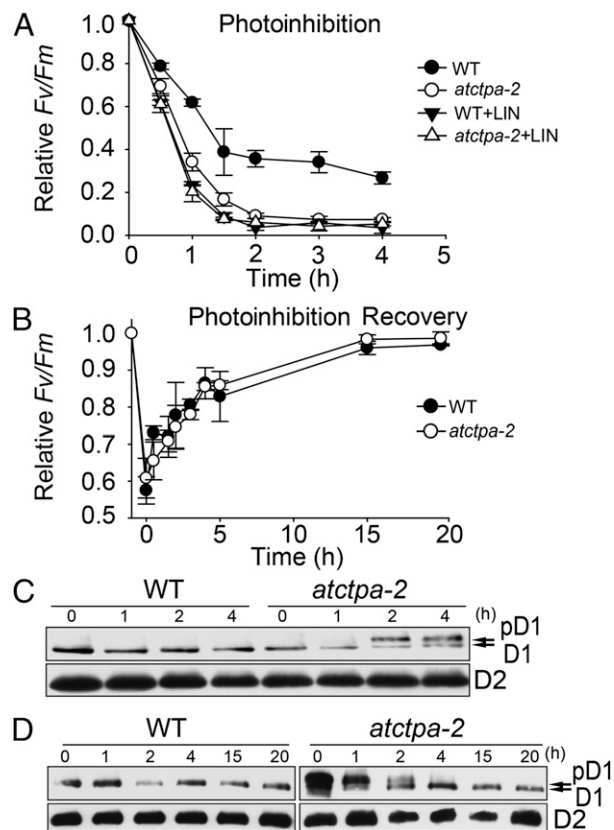 A
Photoinhibition
1.0
0.8
0.6
0.4
0.2
0.0
Relative Fv/Fm
0 1 2 3 4 5
Time (h)
WT
atctpa-2
WT+LIN
atctpa-2+LIN
B
Photoinhibition Recovery
1.0
0.9
0.8
0.7
0.6
0.5
Relative Fv/Fm
0 5 10 15 20
Time (h)
WT
atctpa-2
C
WT atctpa-2
0 1 2 4 0 1 2 4 (h)
pD1
D1
D2
D
WT atctpa-2
0 1 2 4 15 20 0 1 2 4 15 20 (h)
pD1
D1
D2